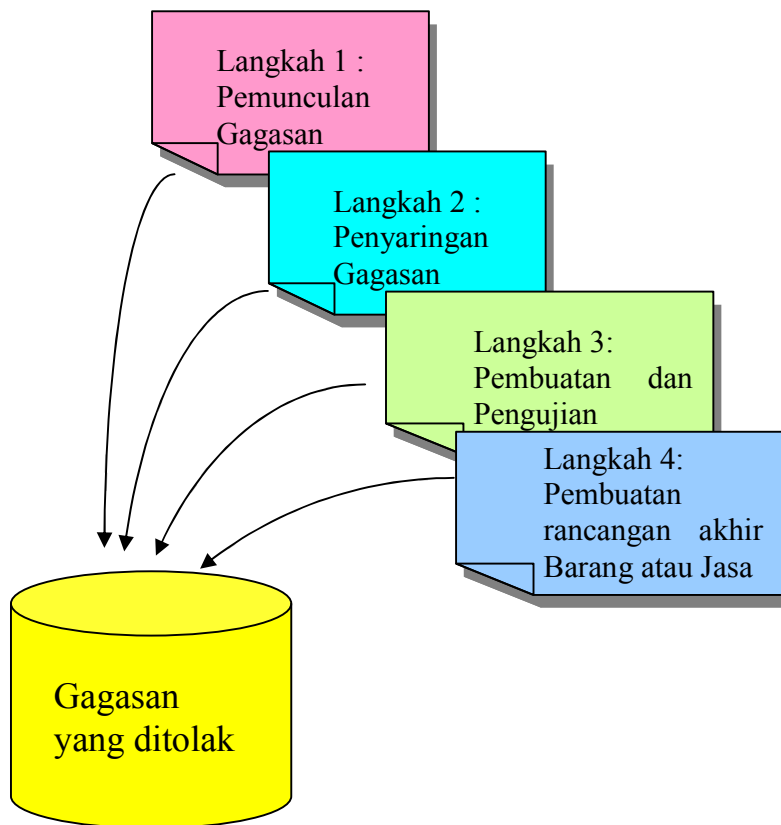 Langkah 1 :
Pemunculan
Gagasan
Langkah 2 :
Penyaringan
Gagasan
Langkah 3:
Pembuatan dan
Pengujian
Langkah 4:
Pembuatan
rancangan akhir
Barang atau Jasa
Gagasan
yang ditolak